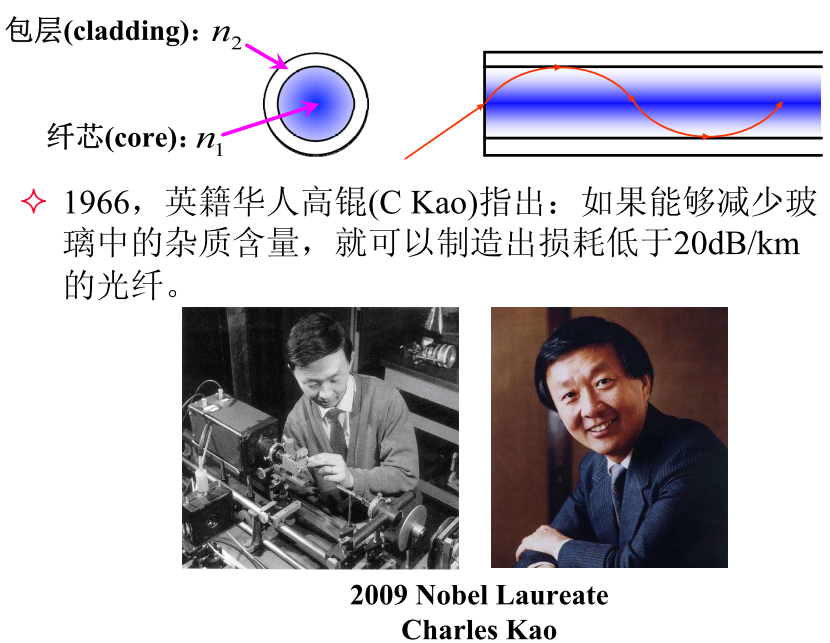 包层(cladding): n2
纤芯(core): n1
✧ 1966，英籍华人高锟(C Kao)指出：如果能够减少玻
璃中的杂质含量，就可以制造出损耗低于20dB/km
的光纤。
2009 Nobel Laureate
Charles Kao